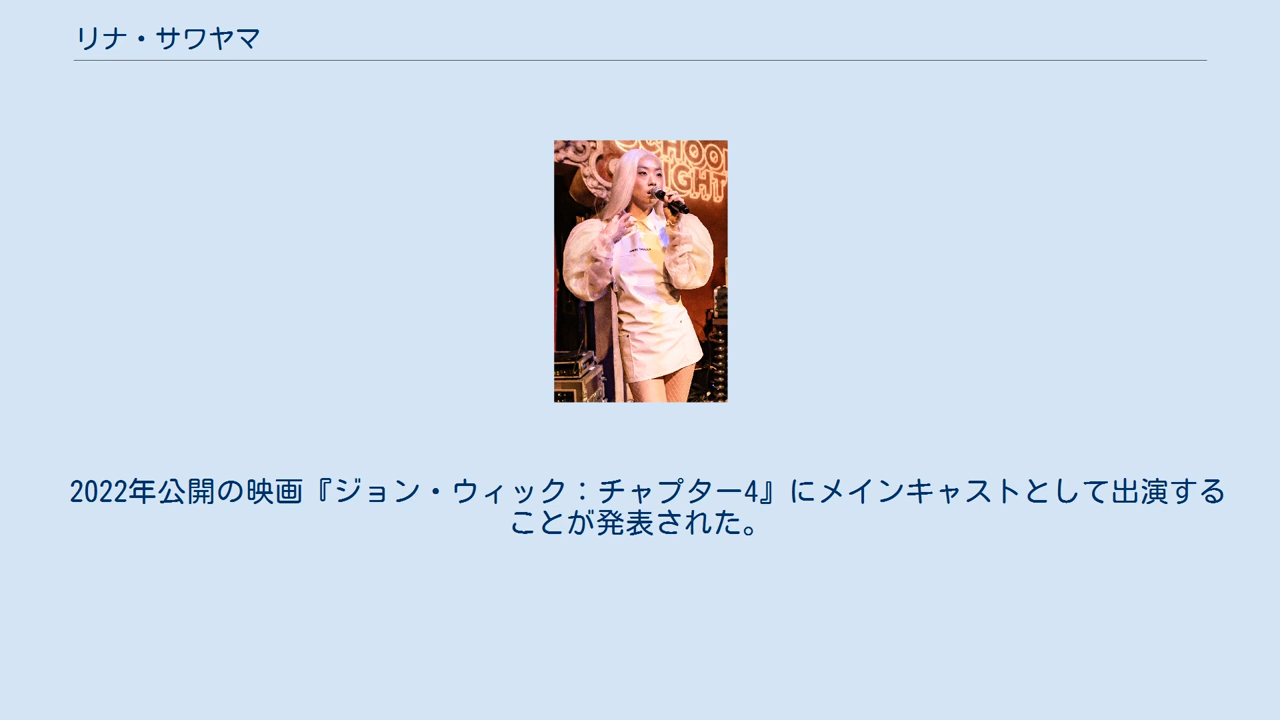 リナ・サワヤマ
SCHOOL
NIGHT
2022年公開の映画『ジョン・ウィック：チャプター4』にメインキャストとして出演する
ことが発表された。